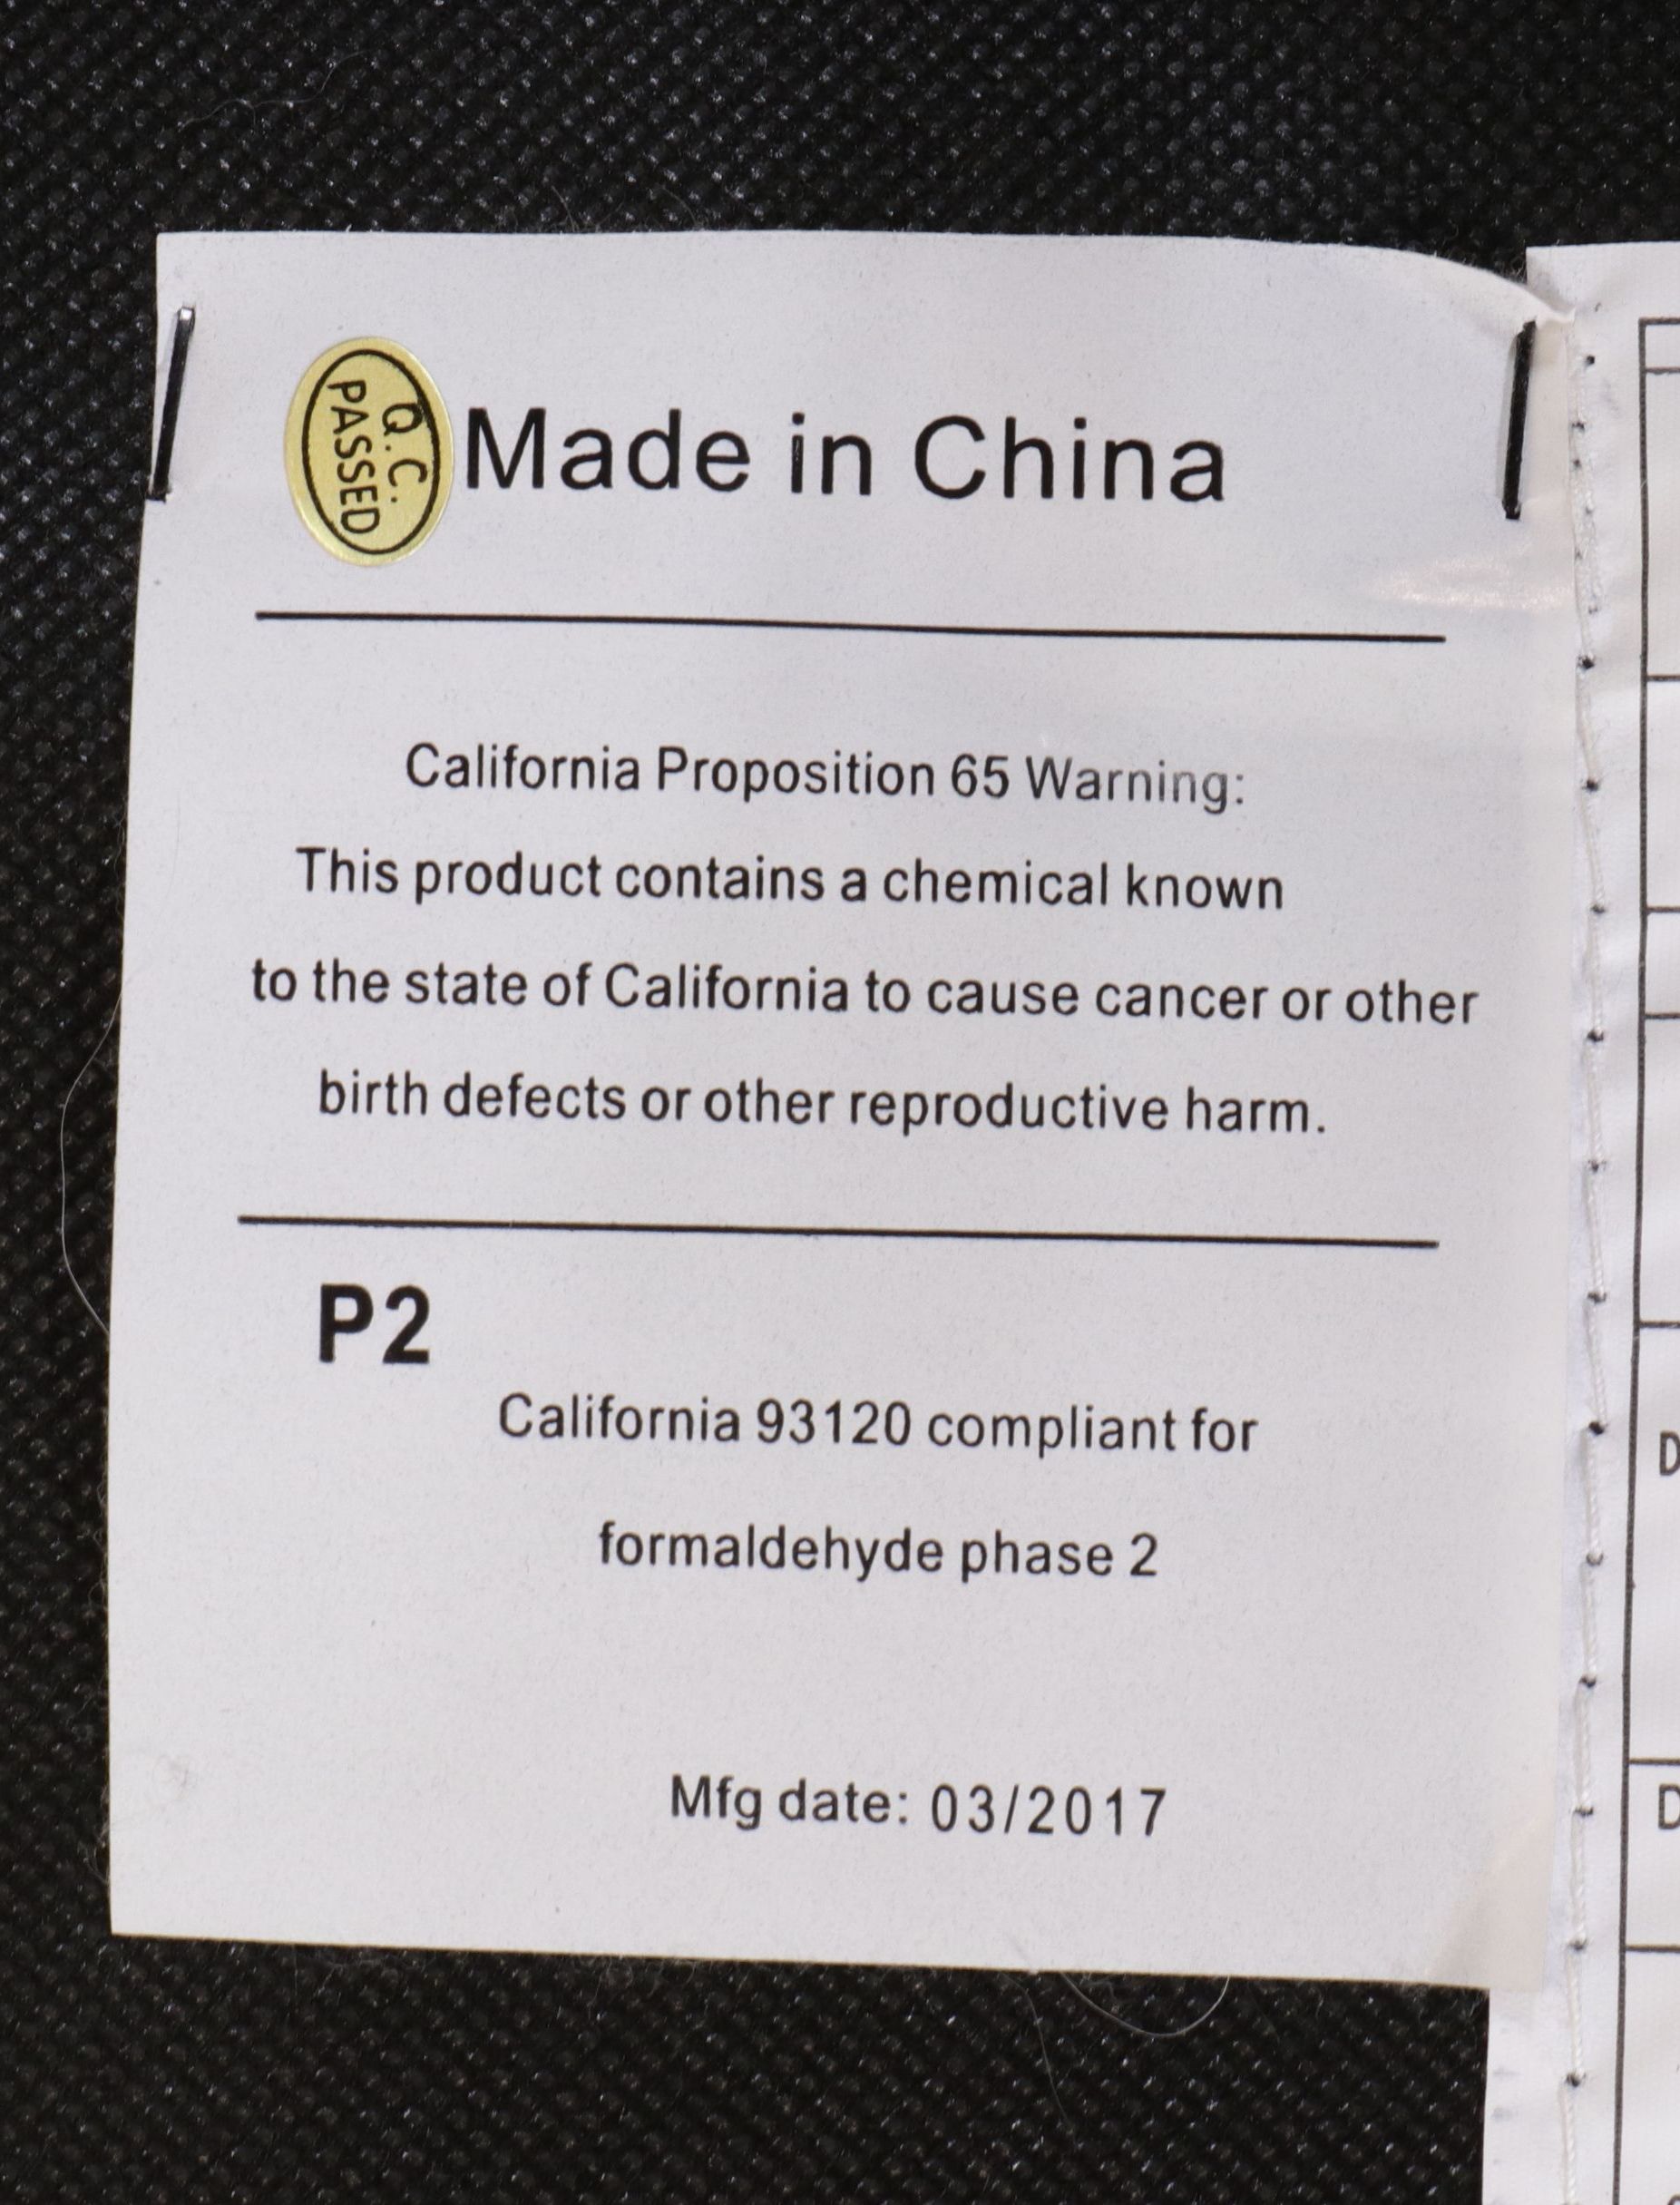 Q.C.
PASSED
Made in China
California Proposition 65 Warning:
This product contains a chemical known
to the state of California to cause cancer or other
birth defects or other reproductive harm.
P2
California 93120 compliant for
formaldehyde phase 2
Mfg date: 03/2017
D
D